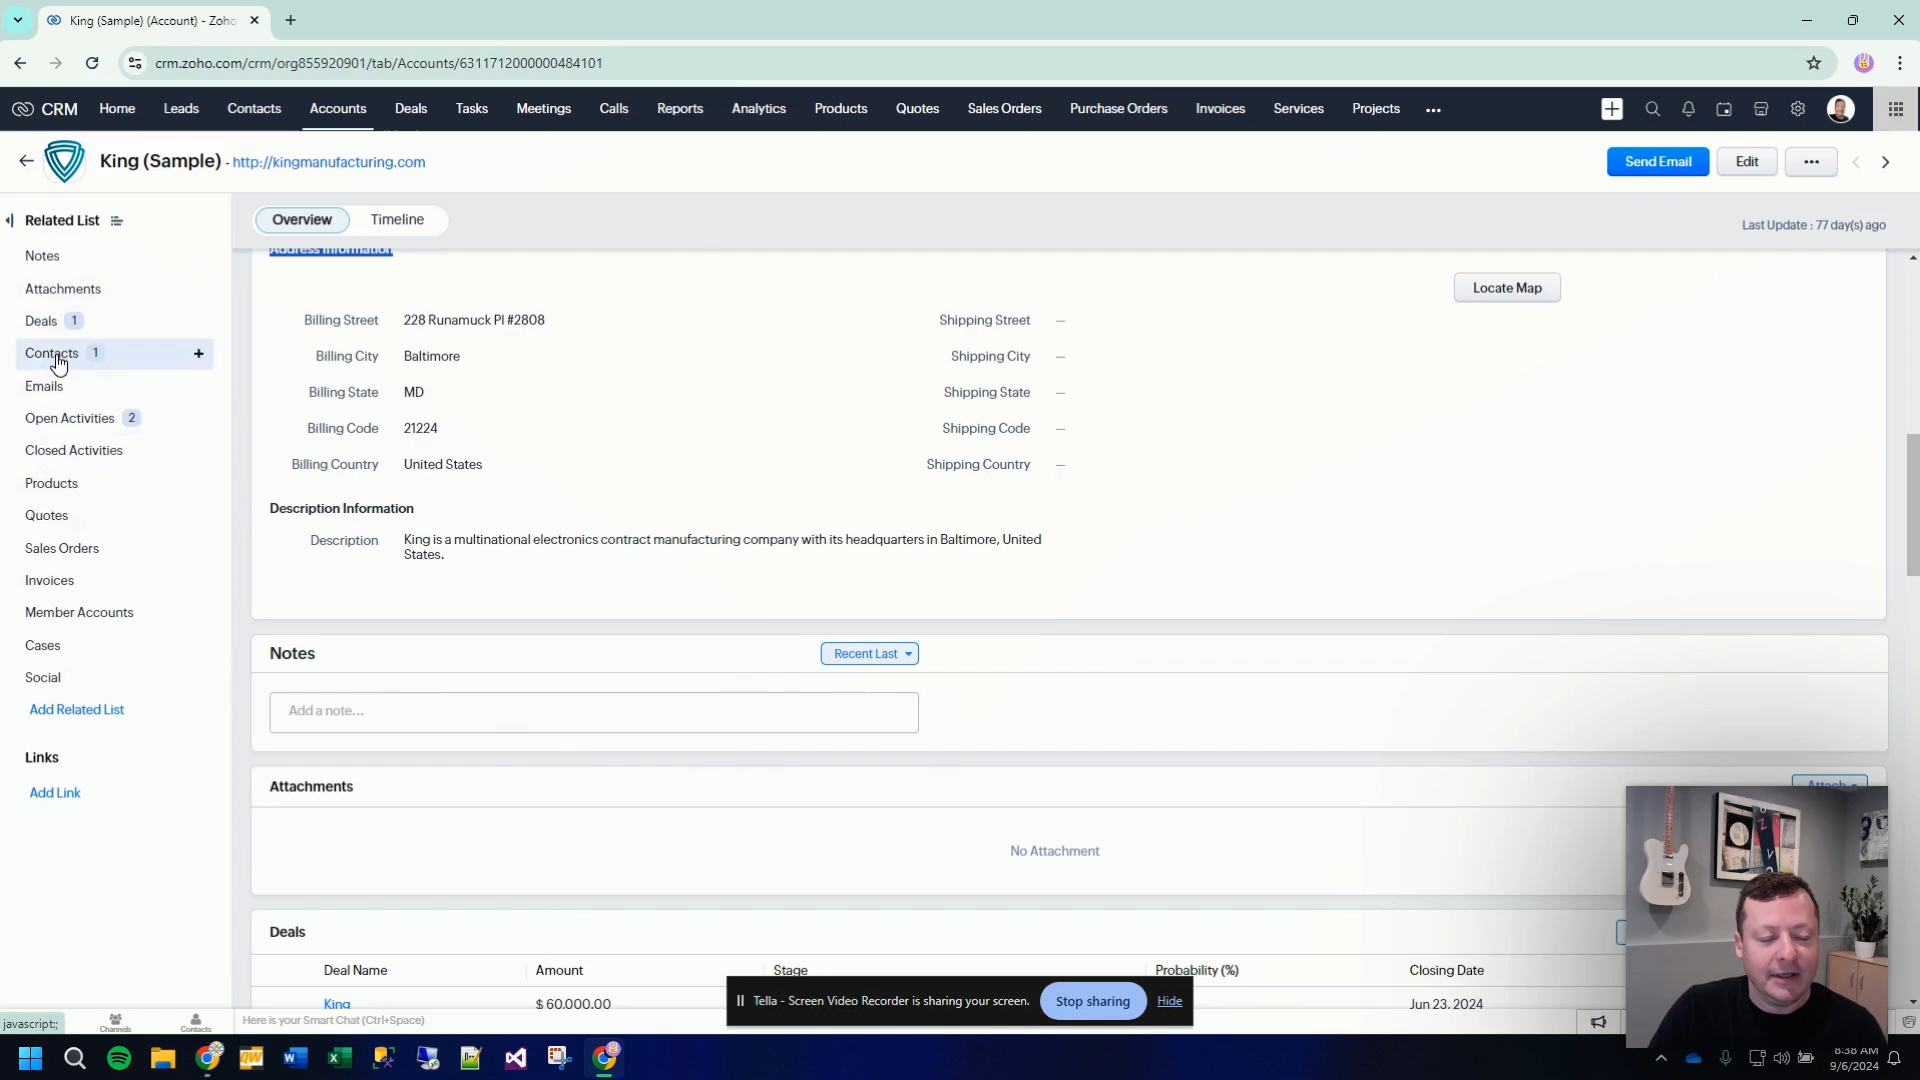 King (Sample) (Account) - Zoho
crm.zoho.com/crm/org855920901/tab/Accounts/6311712000000484101
CRM Home Leads Contacts Accounts Deals Tasks Meetings Calls Reports Analytics Products Quotes Sales Orders Purchase Orders Invoices Services Projects
King (Sample) - http://kingmanufacturing.com
Send Email
Edit
Related List
Overview
Timeline
Last Update : 77 day(s) ago
Notes
Attachments
Deals 1
Contacts 1
Emails
Open Activities 2
Closed Activities
Products
Quotes
Sales Orders
Invoices
Member Accounts
Cases
Social
Add Related List
Links
Add Link
Address Information
Locate Map
Billing Street 228 Runamuck Pl #2808 Shipping Street —
Billing City Baltimore Shipping City —
Billing State MD Shipping State —
Billing Code 21224 Shipping Code —
Billing Country United States Shipping Country —
Description Information
Description King is a multinational electronics contract manufacturing company with its headquarters in Baltimore, United
States.
Notes
Recent Last
Add a note...
Attachments
Attach
No Attachment
Deals
Deal Name Amount Stage Probability (%) Closing Date
King $ 60,000.00 Jun 23, 2024
Tella - Screen Video Recorder is sharing your screen. Stop sharing Hide
javascript:;
Channels
Contacts
Here is your Smart Chat (Ctrl+Space)
8:38 AM
9/6/2024